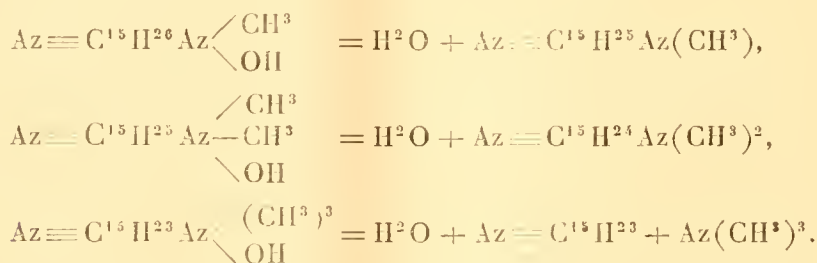 ╱CH³
Az≡C¹⁵H²⁶Az = H²O + Az≡C¹⁵H²⁵Az(CH³),
╲OH
╱CH³
Az≡C¹⁵H²⁵Az—CH³ = H²O + Az≡C¹⁵H²⁴Az(CH³)²,
╲OH
(CH³)³
Az≡C¹⁵H²³Az = H²O + Az≡C¹⁵H²³ + Az(CH³)³.
╲OH